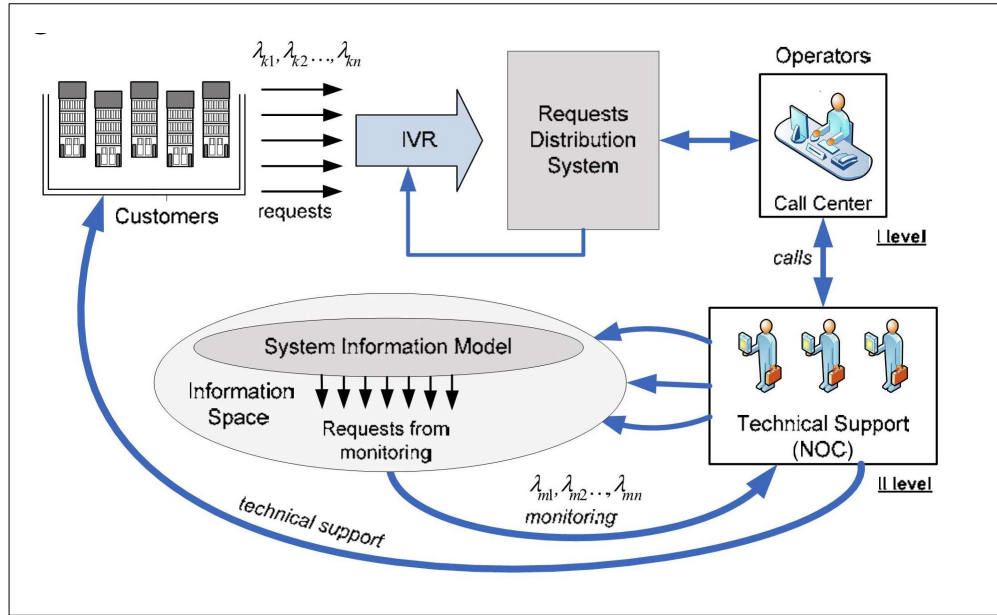 λk1, λk2…, λkn
Operators
IVR
Requests
Distribution
System
Customers
requests
Call Center
I level
calls
System Information Model
Information
Space
Requests from
monitoring
Technical Support
(NOC)
II level
λm1, λm2…, λmn
monitoring
technical support